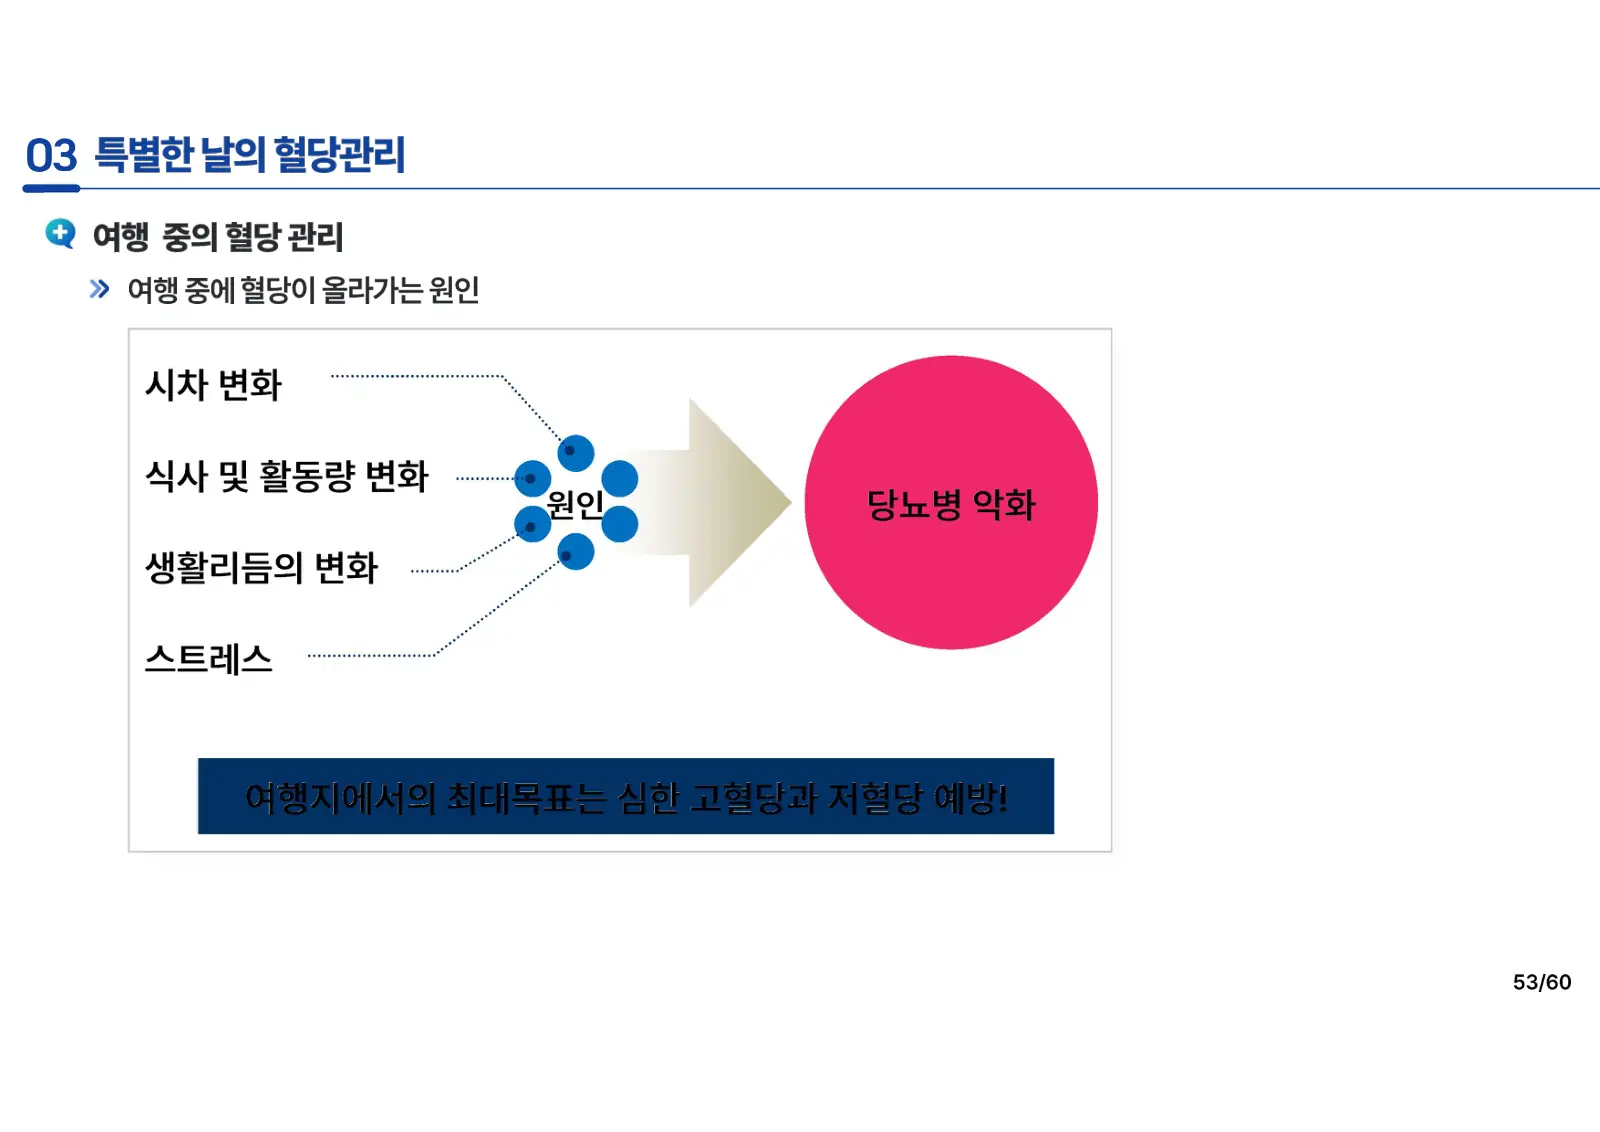 03 특별한 날의 혈당관리
여행 중의 혈당 관리
여행 중에 혈당이 올라가는 원인
시차 변화
식사 및 활동량 변화
생활리듬의 변화
스트레스
원인
당뇨병 악화
여행지에서의 최대목표는 심한 고혈당과 저혈당 예방!
53/60